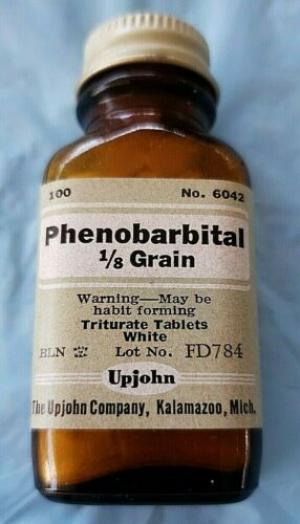 100 No. 6042
Phenobarbital
1/8 Grain
Warning—May be
habit forming
Triturate Tablets
White
BLN Lot No. FD784
Upjohn
The Upjohn Company, Kalamazoo, Mich.